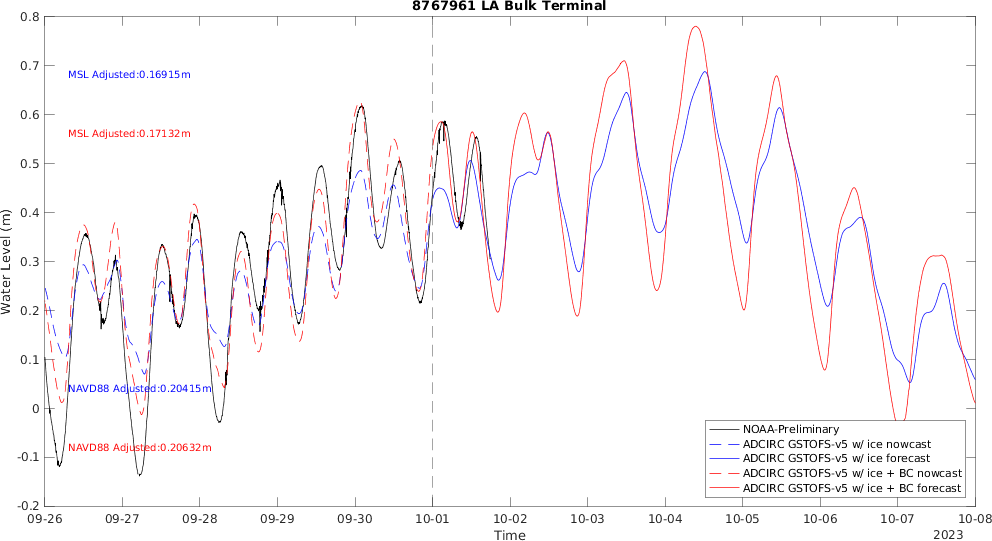 8767961 LA Bulk Terminal
0.8
0.7
0.6
0.5
0.4
0.3
0.2
0.1
0
-0.1
-0.2
Water Level (m)
MSL Adjusted:0.16915m
MSL Adjusted:0.17132m
NAVD88 Adjusted:0.20415m
NAVD88 Adjusted:0.20632m
NOAA-Preliminary
ADCIRC GSTOFS-v5 w/ ice nowcast
ADCIRC GSTOFS-v5 w/ ice forecast
ADCIRC GSTOFS-v5 w/ ice + BC nowcast
ADCIRC GSTOFS-v5 w/ ice + BC forecast
09-26 09-27 09-28 09-29 09-30 10-01 10-02 10-03 10-04 10-05 10-06 10-07 10-08
Time
2023